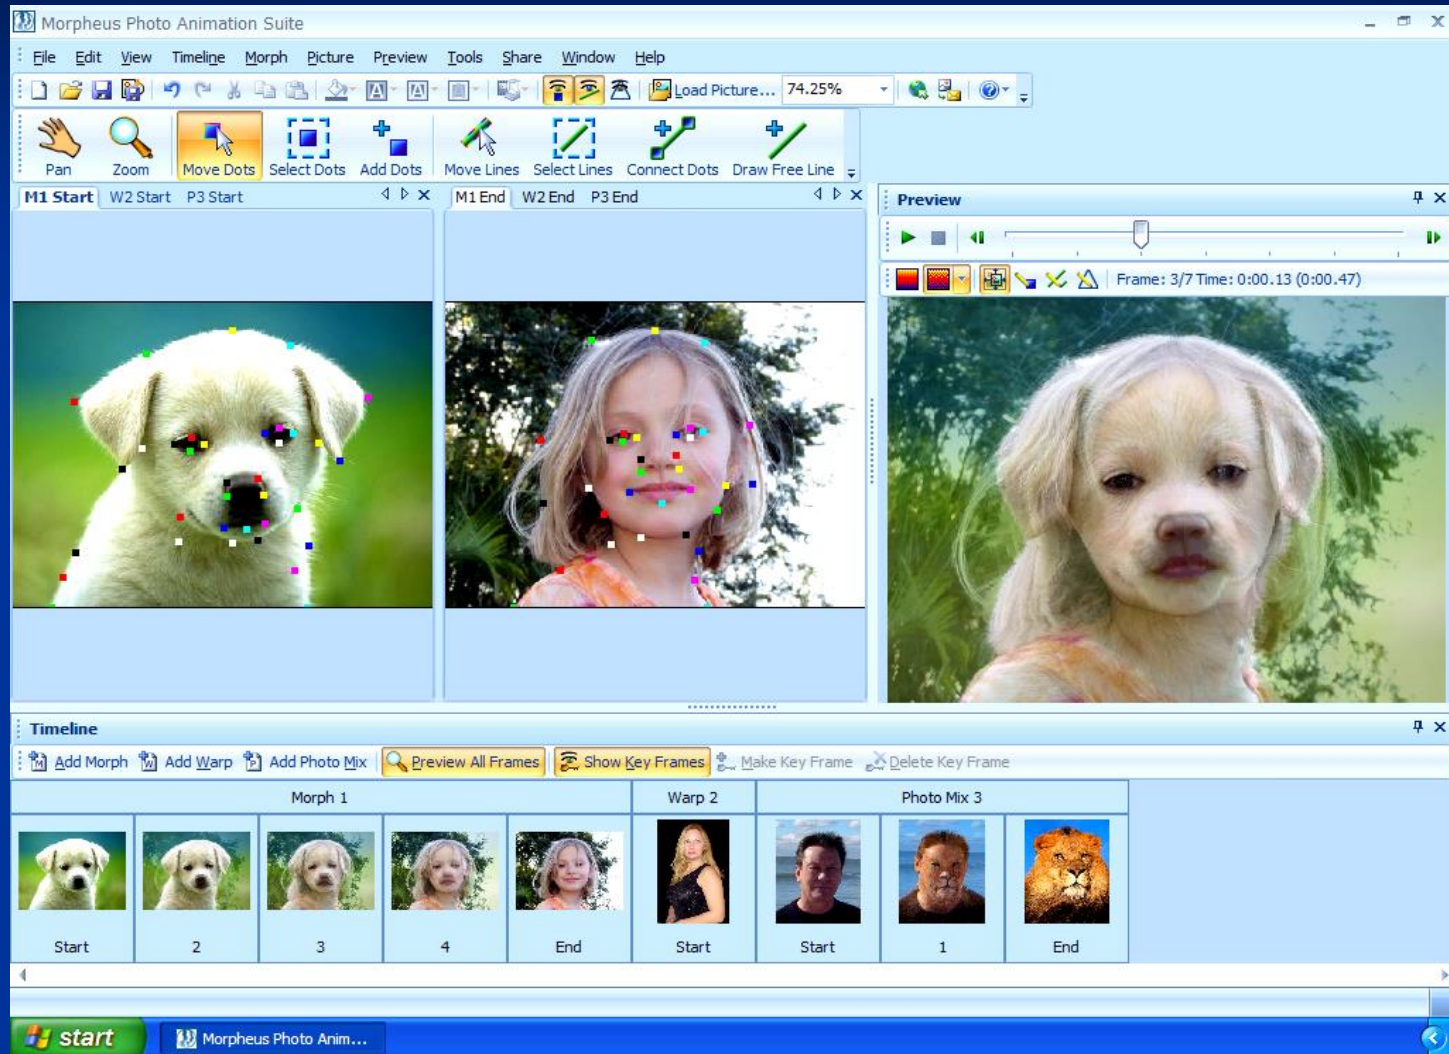 Morpheus Photo Animation Suite
File Edit View Timeline Morph Picture Preview Tools Share Window Help
Load Picture... 74.25%
Pan Zoom Move Dots Select Dots Add Dots Move Lines Select Lines Connect Dots Draw Free Line
M1 Start W2 Start P3 Start
M1 End W2 End P3 End
Preview
Frame: 3/7 Time: 0:00.13 (0:00.47)
Timeline
Add Morph Add Warp Add Photo Mix Preview All Frames Show Key Frames Make Key Frame Delete Key Frame
Morph 1 Warp 2 Photo Mix 3
Start 2 3 4 End Start Start 1 End
start Morpheus Photo Anim...